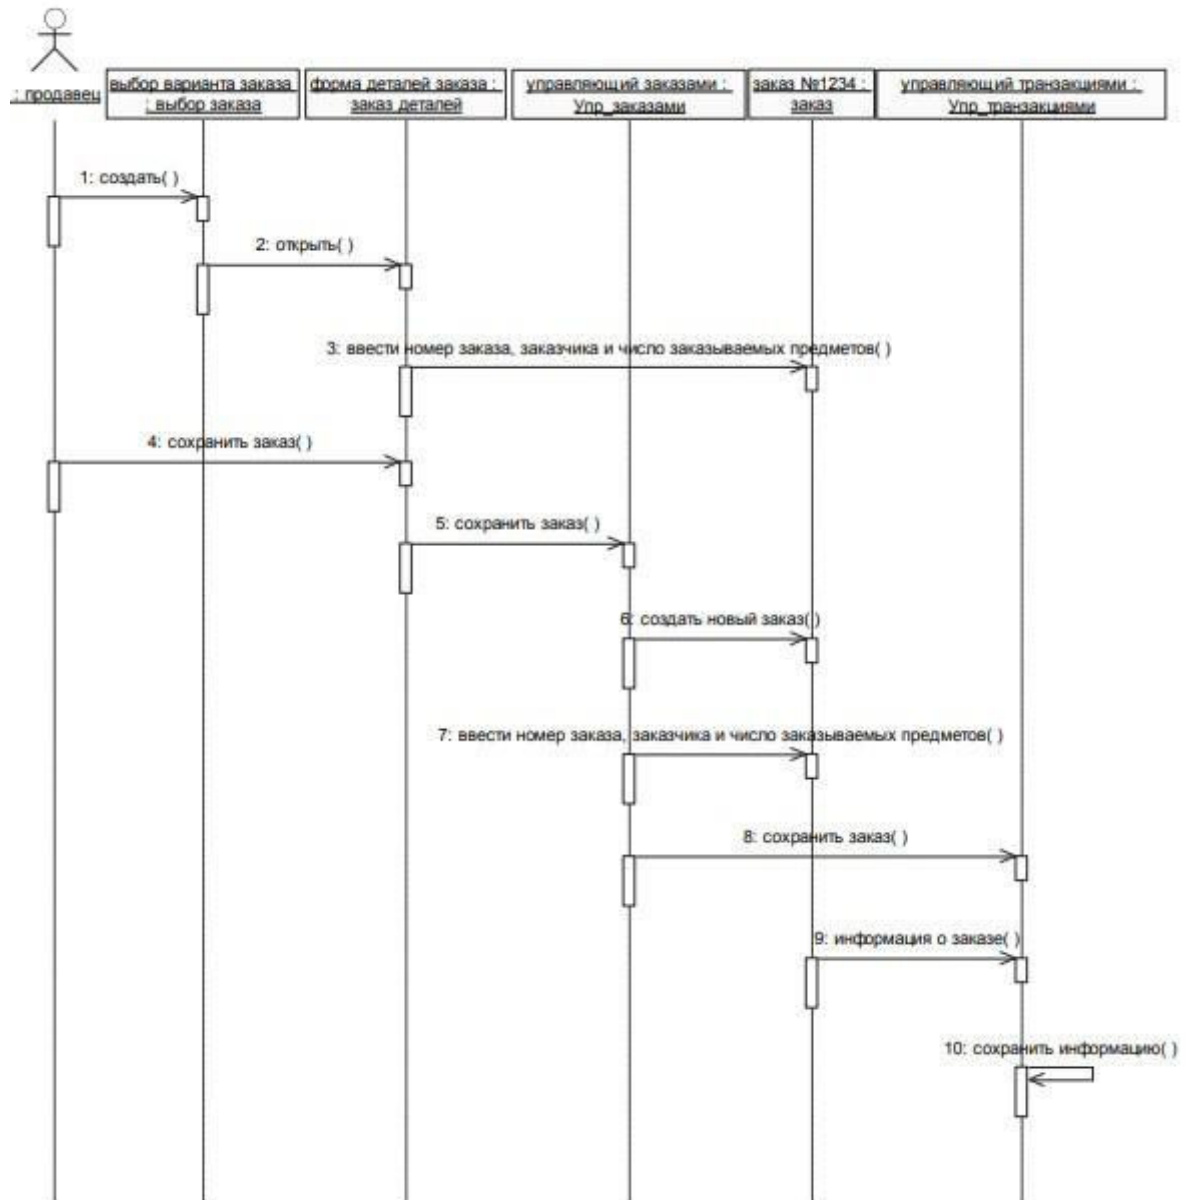 : продавец
выбор варианта заказа
: выбор заказа
форма деталей заказа :
заказ деталей
управляющий заказами :
Упр_заказами
заказ №1234 :
заказ
управляющий транзакциями :
Упр_транзакциями
1: создать( )
2: открыть( )
3: ввести номер заказа, заказчика и число заказываемых предметов( )
4: сохранить заказ( )
5: сохранить заказ( )
6: создать новый заказ( )
7: ввести номер заказа, заказчика и число заказываемых предметов( )
8: сохранить заказ( )
9: информация о заказе( )
10: сохранить информацию( )